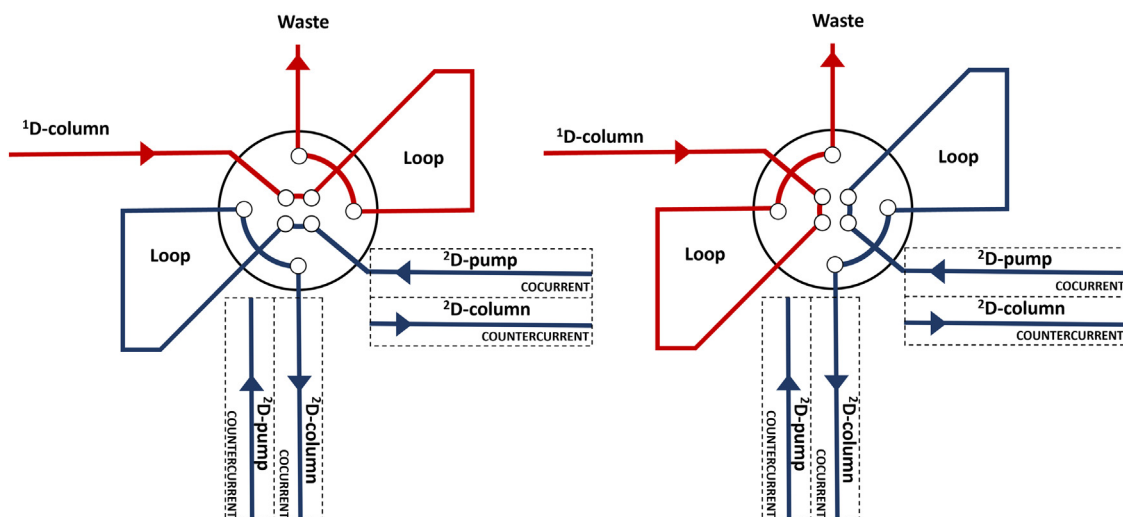 Waste
¹D-column
Loop
Loop
²D-pump
COCURRENT
²D-column
COUNTERCURRENT
²D-pump
COUNTERCURRENT
²D-column
COCURRENT
Waste
¹D-column
Loop
Loop
²D-pump
COCURRENT
²D-column
COUNTERCURRENT
²D-pump
COUNTERCURRENT
²D-column
COCURRENT